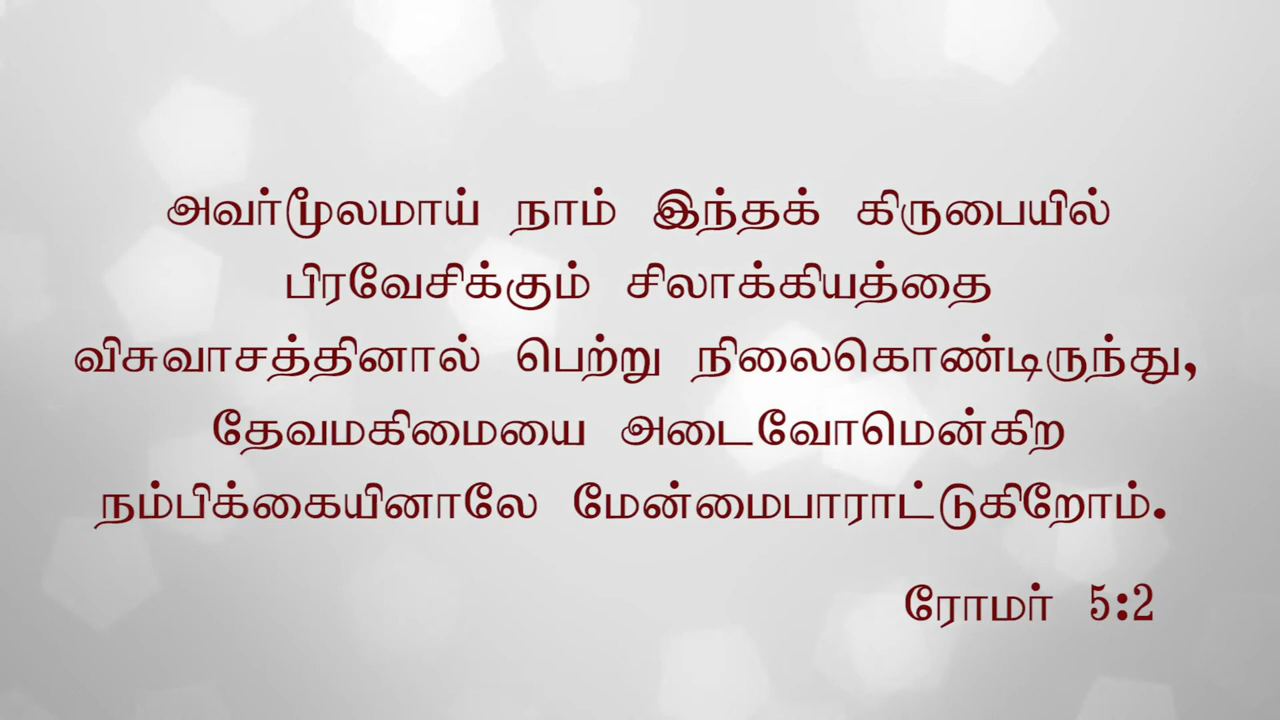 அவர்மூலமாய் நாம் இந்தக் கிருபையில்
பிரவேசிக்கும் சிலாக்கியத்தை
விசுவாசத்தினால் பெற்று நிலைகொண்டிருந்து,
தேவமகிமையை அடைவோமென்கிற
நம்பிக்கையினாலே மேன்மைபாராட்டுகிறோம்.
ரோமர் 5:2